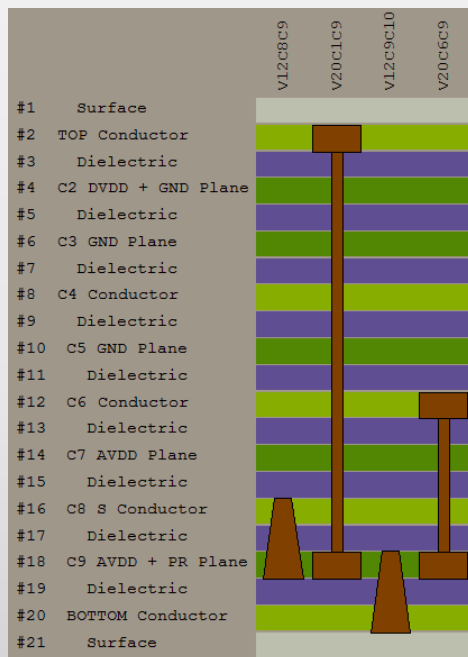 V12C8C9 V20C1C9 V12C9C10 V20C6C9
#1 Surface
#2 TOP Conductor
#3 Dielectric
#4 C2 DVDD + GND Plane
#5 Dielectric
#6 C3 GND Plane
#7 Dielectric
#8 C4 Conductor
#9 Dielectric
#10 C5 GND Plane
#11 Dielectric
#12 C6 Conductor
#13 Dielectric
#14 C7 AVDD Plane
#15 Dielectric
#16 C8 S Conductor
#17 Dielectric
#18 C9 AVDD + PR Plane
#19 Dielectric
#20 BOTTOM Conductor
#21 Surface